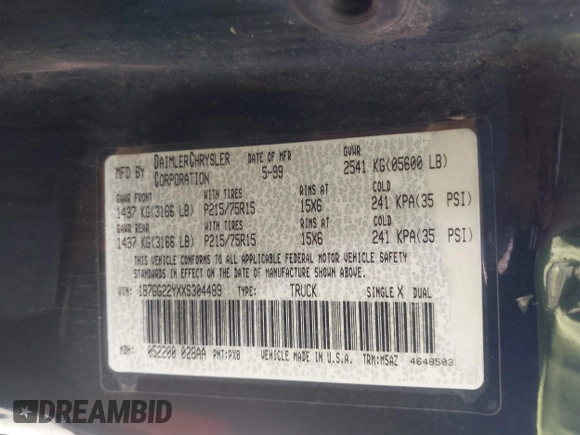 MFD BY DAIMLERCHRYSLER CORPORATION DATE OF MFR 5-99 GVWR 2541 KG(05600 LB)
GAWR FRONT WITH TIRES RIMS AT COLD
1437 KG(3166 LB) P215/75R15 15X6 241 KPA(35 PSI)
GAWR REAR WITH TIRES RIMS AT COLD
1437 KG(3166 LB) P215/75R15 15X6 241 KPA(35 PSI)
THIS VEHICLE CONFORMS TO ALL APPLICABLE FEDERAL MOTOR VEHICLE SAFETY
STANDARDS IN EFFECT ON THE DATE OF MANUFACTURE SHOWN ABOVE.
VIN: 1B7GG22YXXS304489 TYPE: TRUCK SINGLE X DUAL
MDH: 052200 028AA PNT:PXB VEHICLE MADE IN U.S.A. TRM:M5AZ 4648503
DREAMBID